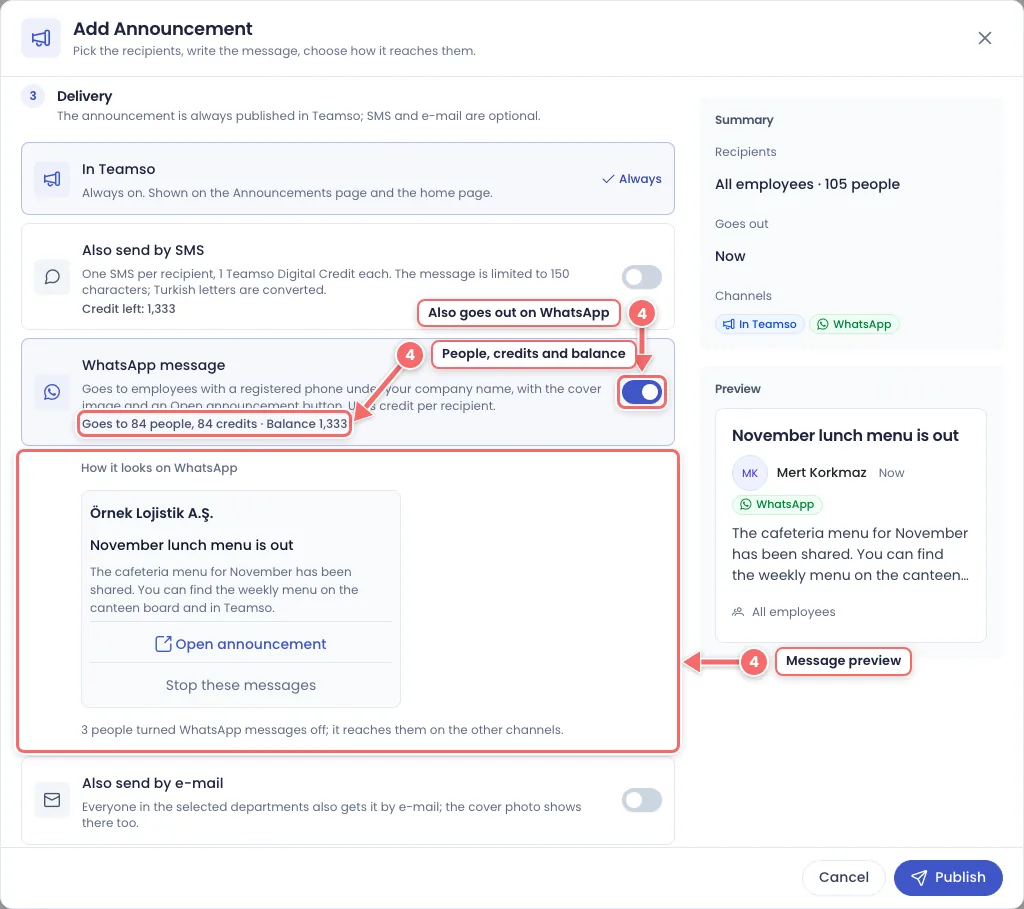 Add Announcement
Pick the recipients, write the message, choose how it reaches them.
3
Delivery
The announcement is always published in Teamso; SMS and e-mail are optional.
In Teamso
Always on. Shown on the Announcements page and the home page.
Always
Also send by SMS
One SMS per recipient, 1 Teamso Digital Credit each. The message is limited to 150
characters; Turkish letters are converted.
Credit left: 1,333
Also goes out on WhatsApp
4
WhatsApp message
4
People, credits and balance
Goes to employees with a registered phone under your company name, with the cover
image and an Open announcement button. credit per recipient.
Goes to 84 people, 84 credits · Balance 1,333
How it looks on WhatsApp
Örnek Lojistik A.Ş.
November lunch menu is out
The cafeteria menu for November has been
shared. You can find the weekly menu on the
canteen board and in Teamso.
Open announcement
Stop these messages
3 people turned WhatsApp messages off; it reaches them on the other channels.
Also send by e-mail
Everyone in the selected departments also gets it by e-mail; the cover photo shows
there too.
Summary
Recipients
All employees · 105 people
Goes out
Now
Channels
In Teamso
WhatsApp
Preview
November lunch menu is out
MK
Mert Korkmaz
Now
WhatsApp
The cafeteria menu for November
has been shared. You can find
the weekly menu on the canteen...
All employees
4
Message preview
Cancel
Publish